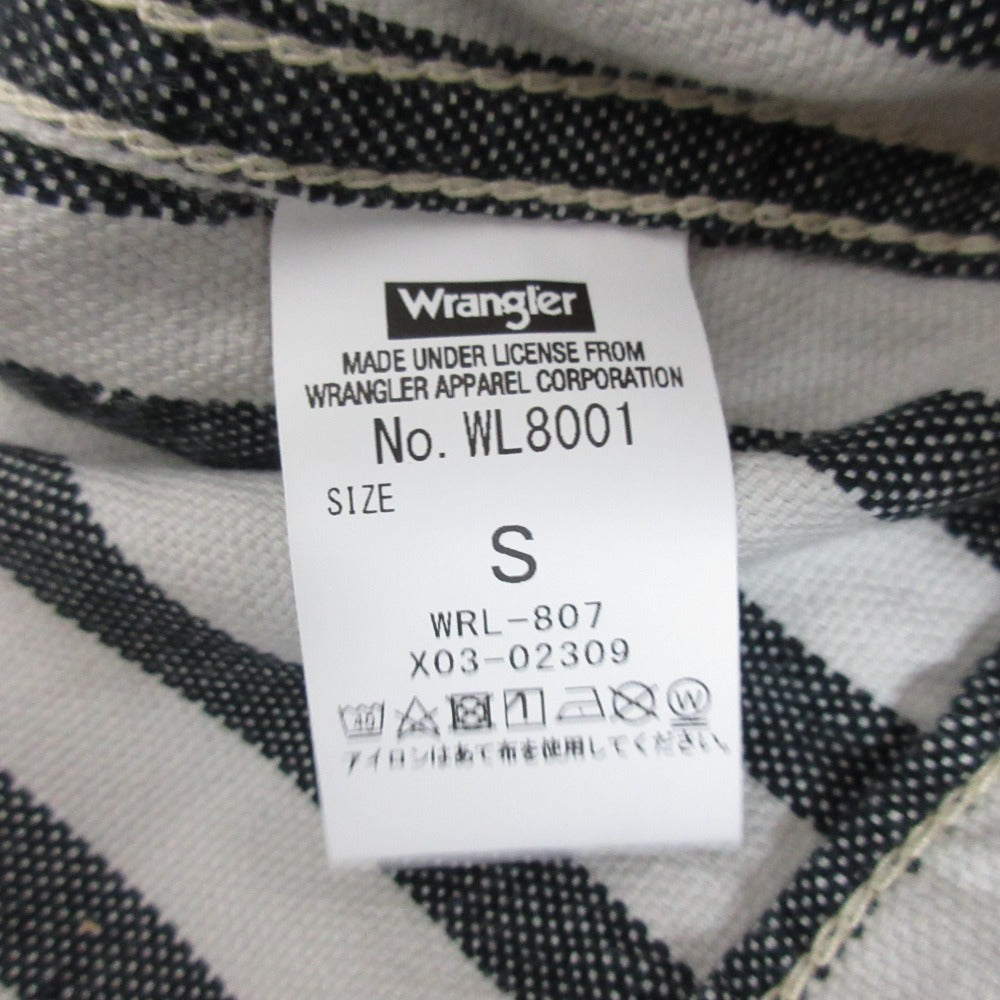 Wrangler
MADE UNDER LICENSE FROM
WRANGLER APPAREL CORPORATION
No. WL8001
SIZE
S
WRL-807
X03-02309
40 W
アイロンはあて布を使用してください。